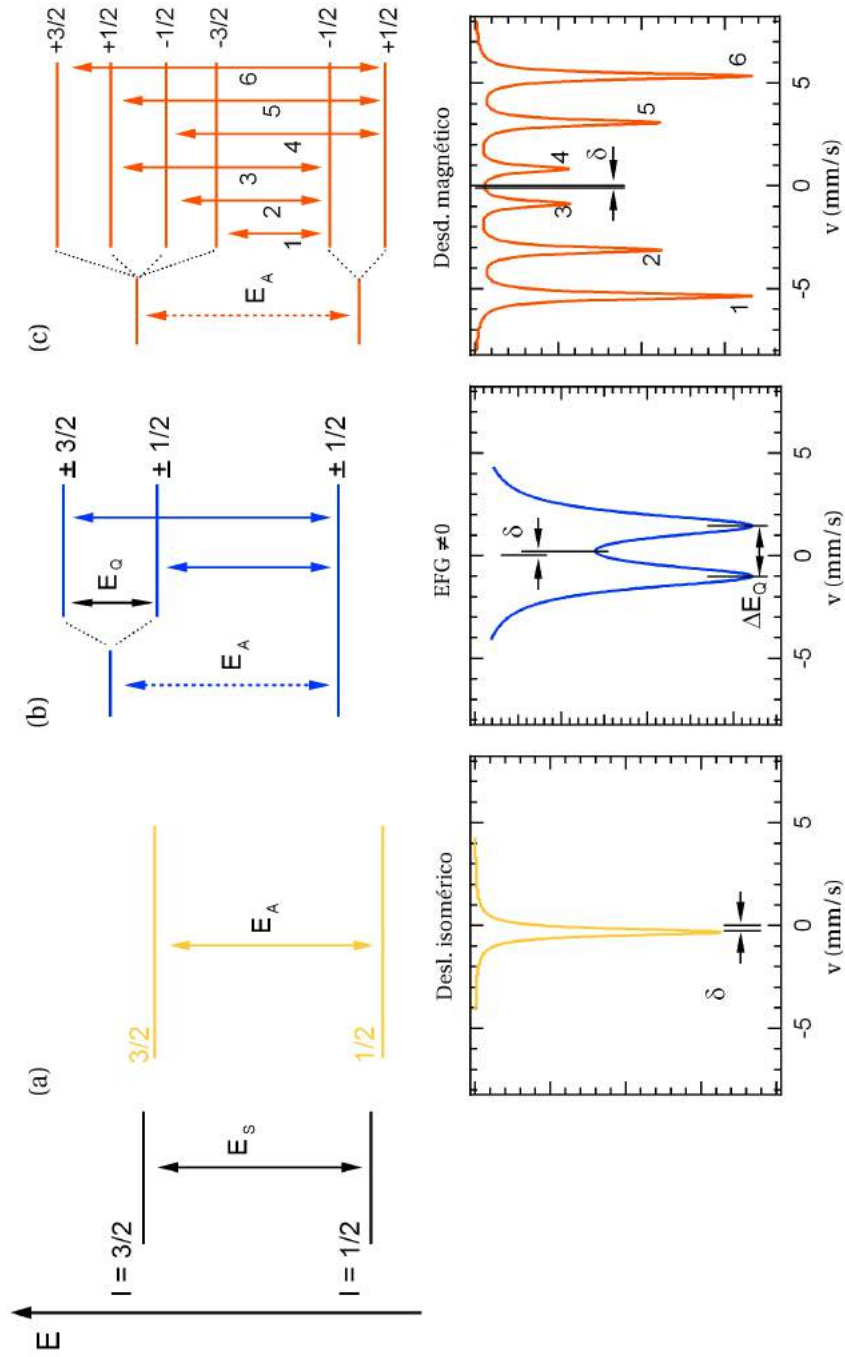 E
I = 3/2
I = 1/2
E_S
(a)
3/2
1/2
E_A
(b)
± 3/2
± 1/2
± 1/2
E_Q
E_A
(c)
+3/2
+1/2
-1/2
-3/2
-1/2
+1/2
E_A
1
2
3
4
5
6
Desl. isomérico
δ
-5 0 5
v (mm/s)
EFG ≠0
δ
ΔE_Q
-5 0 5
v (mm/s)
Desd. magnético
1
2
3
4
5
6
δ
-5 0 5
v (mm/s)